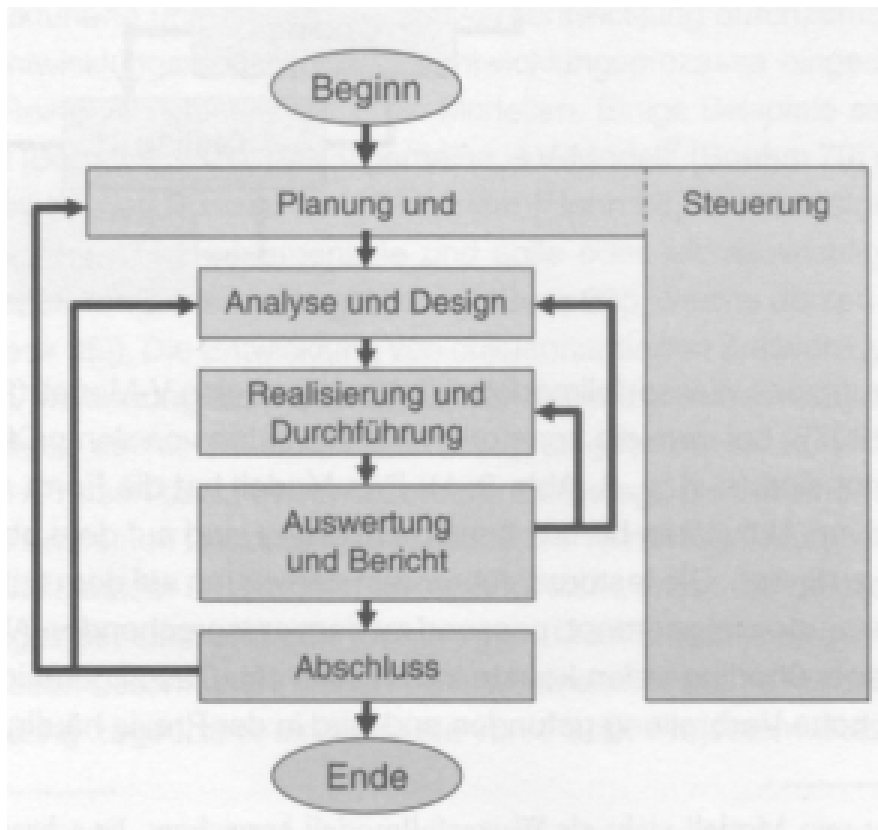 Beginn
Planung und Steuerung
Analyse und Design
Realisierung und
Durchführung
Auswertung
und Bericht
Abschluss
Ende